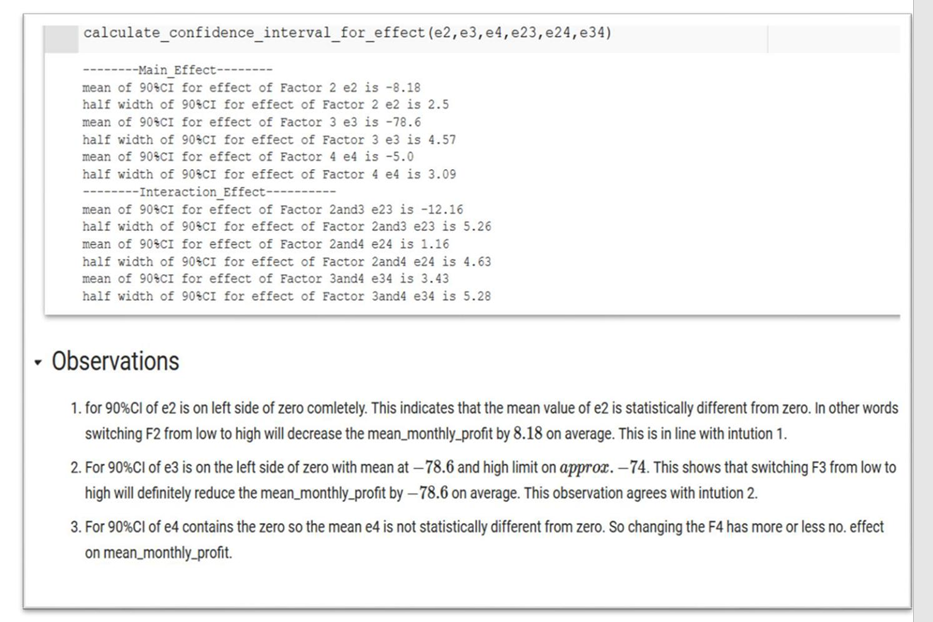 calculate_confidence_interval_for_effect(e2,e3,e4,e23,e24,e34)
--------Main_Effect--------
mean of 90%CI for effect of Factor 2 e2 is -8.18
half width of 90%CI for effect of Factor 2 e2 is 2.5
mean of 90%CI for effect of Factor 3 e3 is -78.6
half width of 90%CI for effect of Factor 3 e3 is 4.57
mean of 90%CI for effect of Factor 4 e4 is -5.0
half width of 90%CI for effect of Factor 4 e4 is 3.09
--------Interaction_Effect----------
mean of 90%CI for effect of Factor 2and3 e23 is -12.16
half width of 90%CI for effect of Factor 2and3 e23 is 5.26
mean of 90%CI for effect of Factor 2and4 e24 is 1.16
half width of 90%CI for effect of Factor 2and4 e24 is 4.63
mean of 90%CI for effect of Factor 3and4 e34 is 3.43
half width of 90%CI for effect of Factor 3and4 e34 is 5.28
Observations
1. for 90%CI of e2 is on left side of zero comletely. This indicates that the mean value of e2 is statistically different from zero. In other words
switching F2 from low to high will decrease the mean_monthly_profit by 8.18 on average. This is in line with intution 1.
2. For 90%CI of e3 is on the left side of zero with mean at −78.6 and high limit on approx. −74. This shows that switching F3 from low to
high will definitely reduce the mean_monthly_profit by −78.6 on average. This observation agrees with intution 2.
3. For 90%CI of e4 contains the zero so the mean e4 is not statistically different from zero. So changing the F4 has more or less no. effect
on mean_monthly_profit.